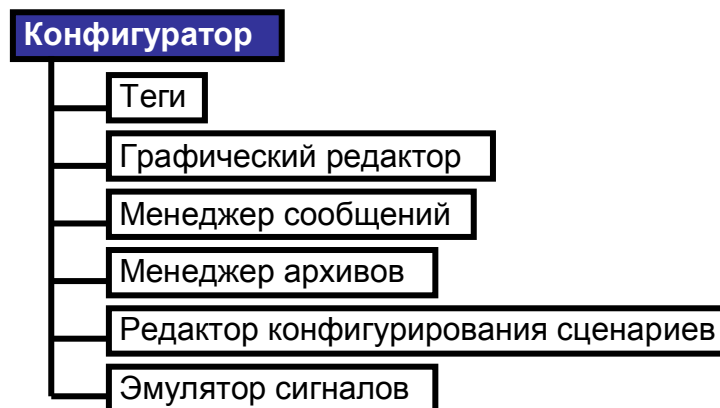 Конфигуратор
Теги
Графический редактор
Менеджер сообщений
Менеджер архивов
Редактор конфигурирования сценариев
Эмулятор сигналов